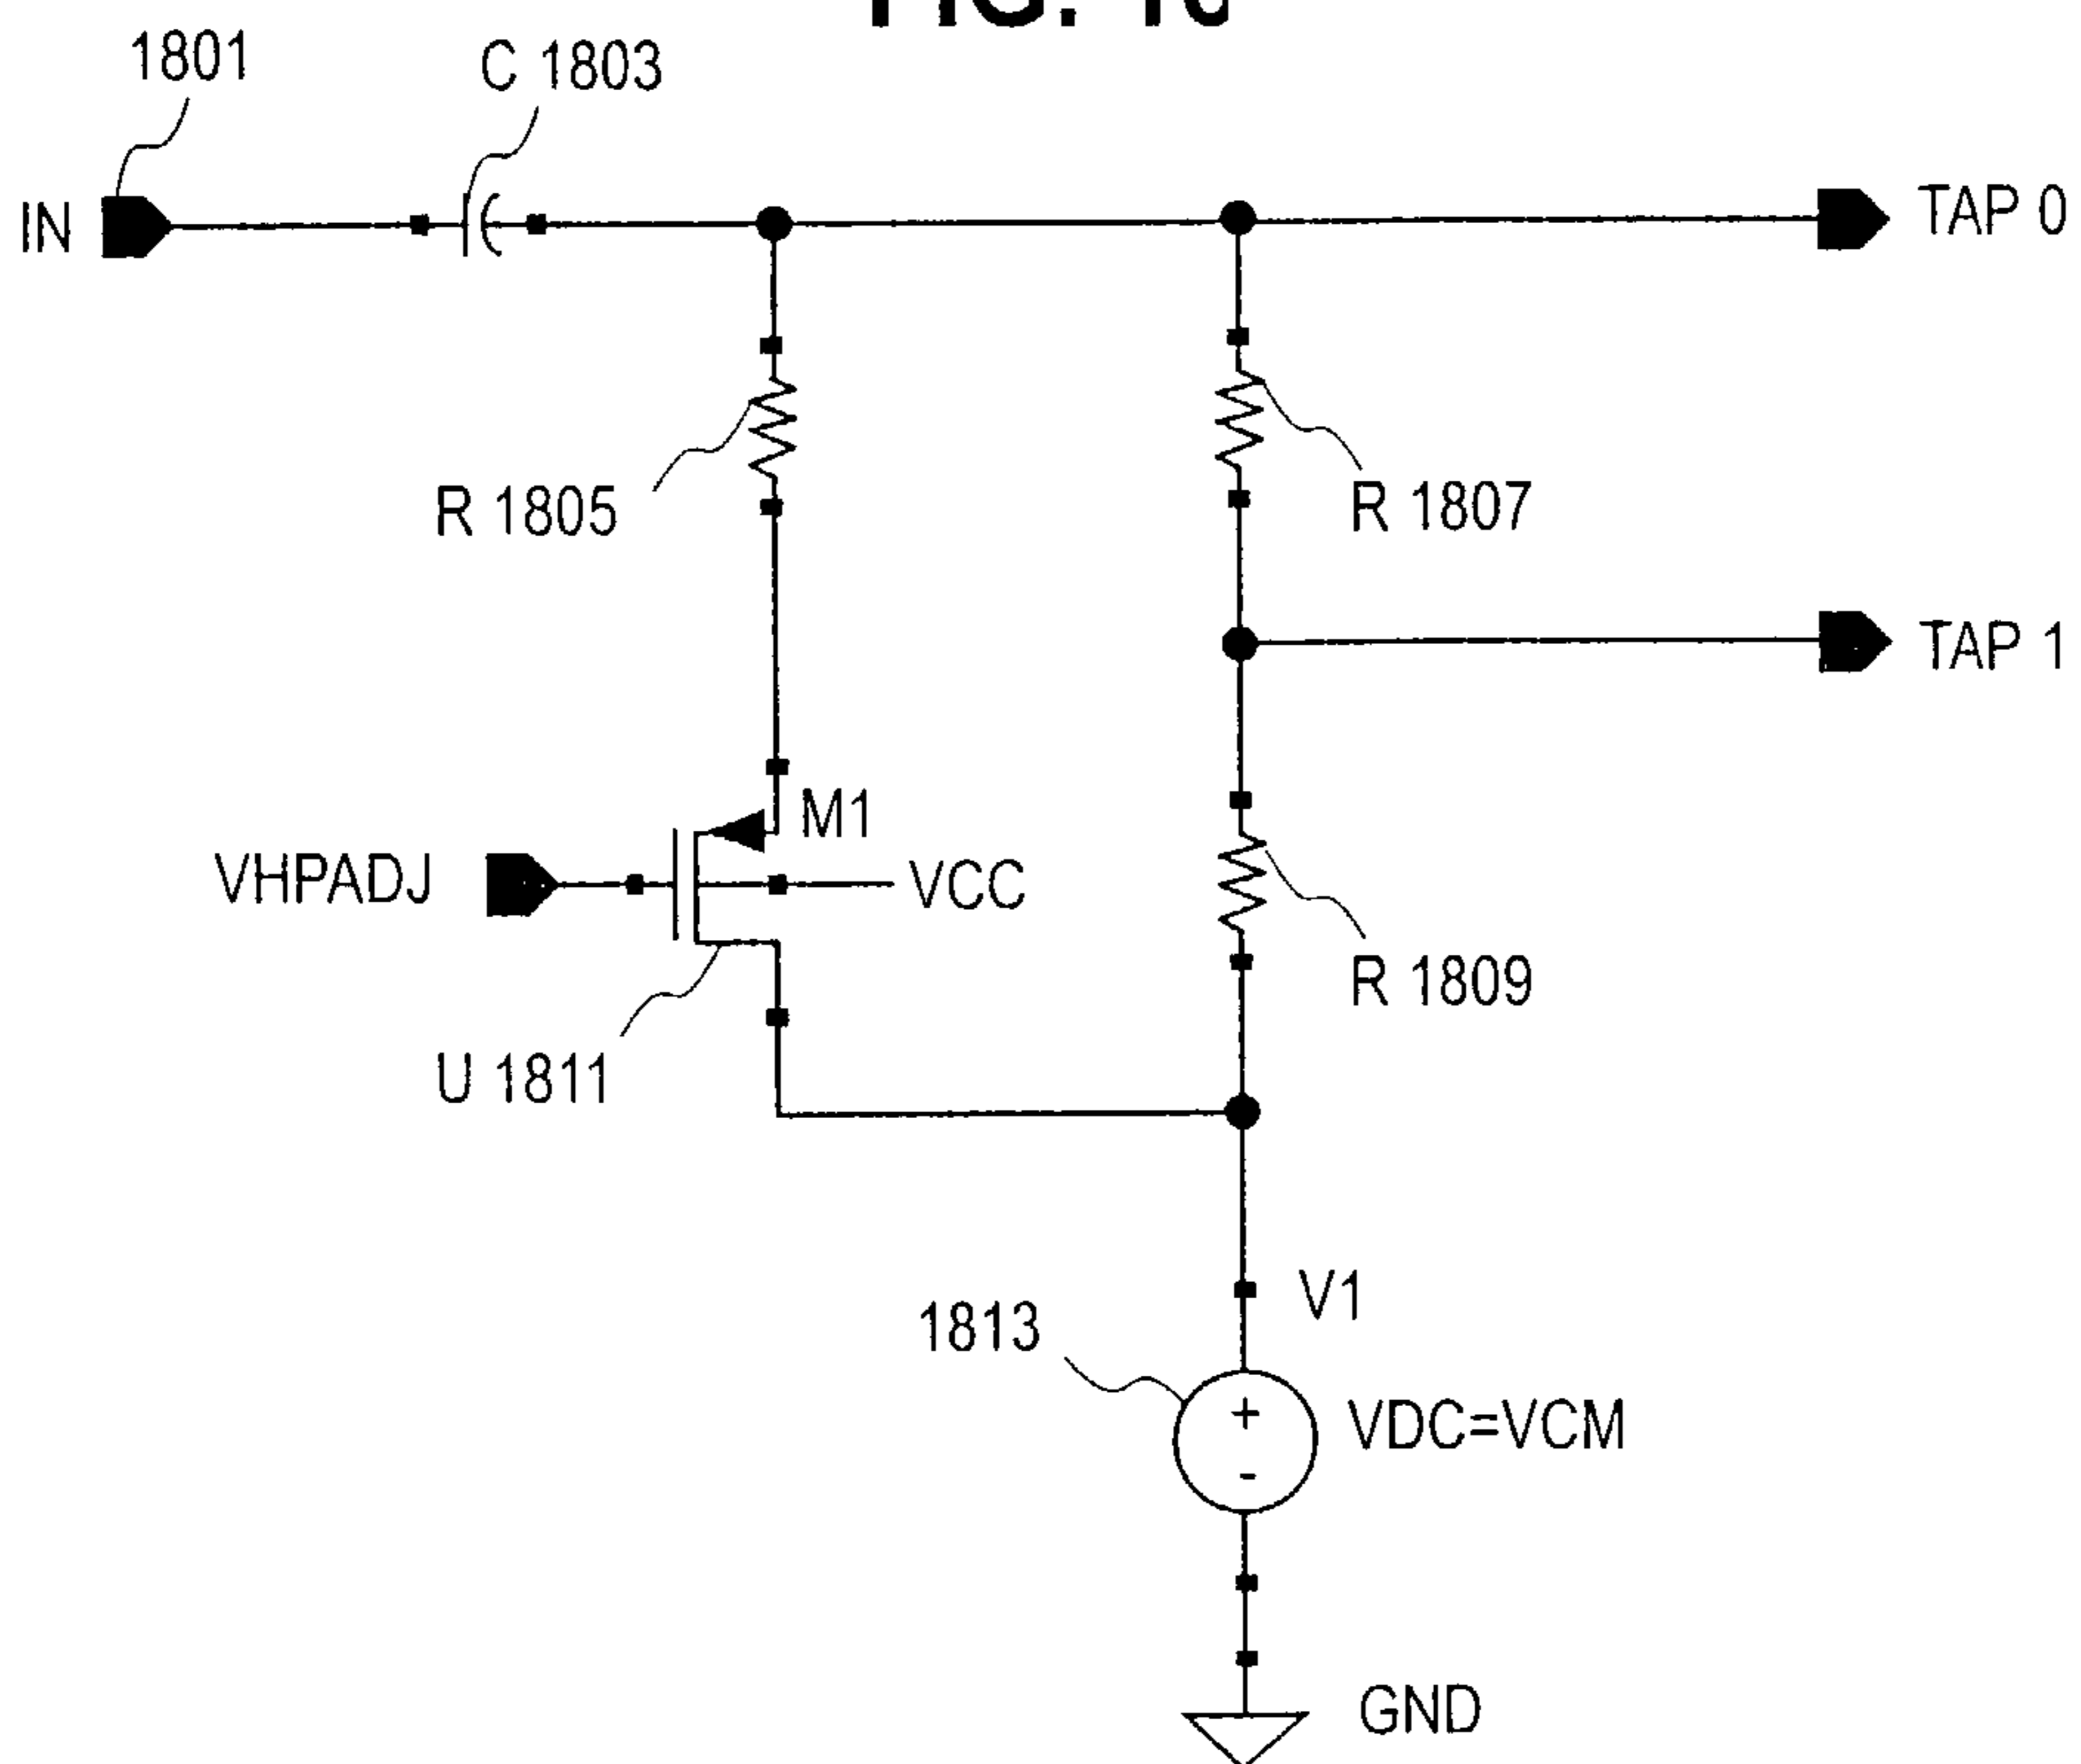 1801
C 1803
IN
TAP 0
R 1805
R 1807
TAP 1
M1
VHPADJ
VCC
R 1809
U 1811
V1
1813
+
VDC=VCM
-
GND